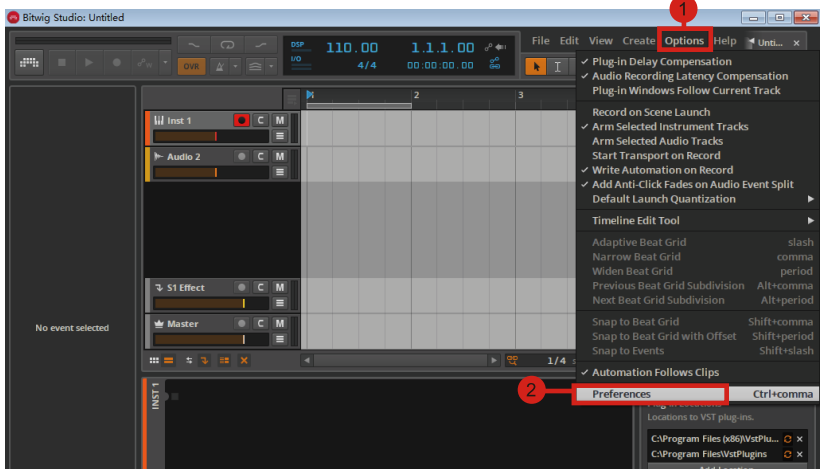 Bitwig Studio: Untitled
1
File Edit View Create Options Help Unti... ×
DSP
I/O
110.00
4/4
1.1.1.00
00:00:00.00
OVR
I
2
3
Inst 1
C M
Audio 2
C M
S1 Effect
C M
Master
C M
No event selected
1/4
INST 1
✓ Plug-in Delay Compensation
✓ Audio Recording Latency Compensation
Plug-in Windows Follow Current Track
Record on Scene Launch
✓ Arm Selected Instrument Tracks
Arm Selected Audio Tracks
Start Transport on Record
✓ Write Automation on Record
✓ Add Anti-Click Fades on Audio Event Split
Default Launch Quantization
Timeline Edit Tool
Adaptive Beat Grid slash
Narrow Beat Grid comma
Widen Beat Grid period
Previous Beat Grid Subdivision Alt+comma
Next Beat Grid Subdivision Alt+period
Snap to Beat Grid Shift+comma
Snap to Beat Grid with Offset Shift+period
Snap to Events Shift+slash
✓ Automation Follows Clips
2
Preferences Ctrl+comma
Locations to VST plug-ins.
C:\Program Files (x86)\VstPlu... ×
C:\Program Files\VstPlugins ×